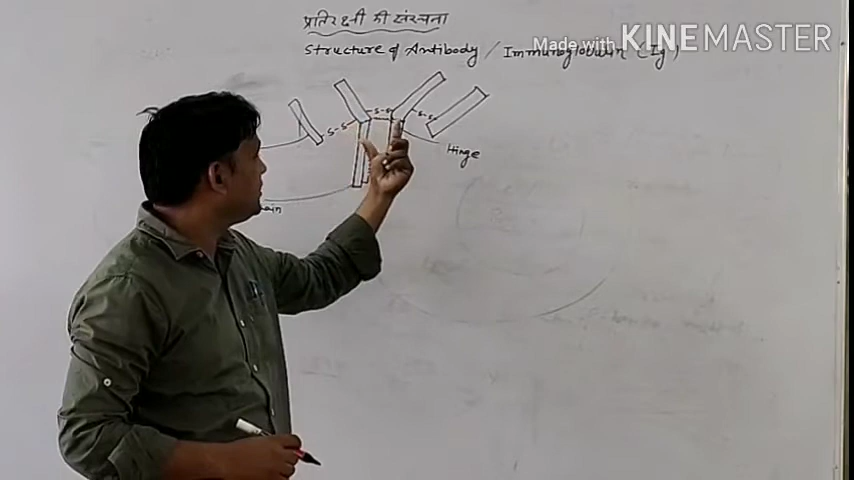 प्रतिरक्षी की संरचना
Structure of Antibody / Immunoglobulin (Ig)
Made with KINEMASTER
S-S
S-S
S-S
Hinge